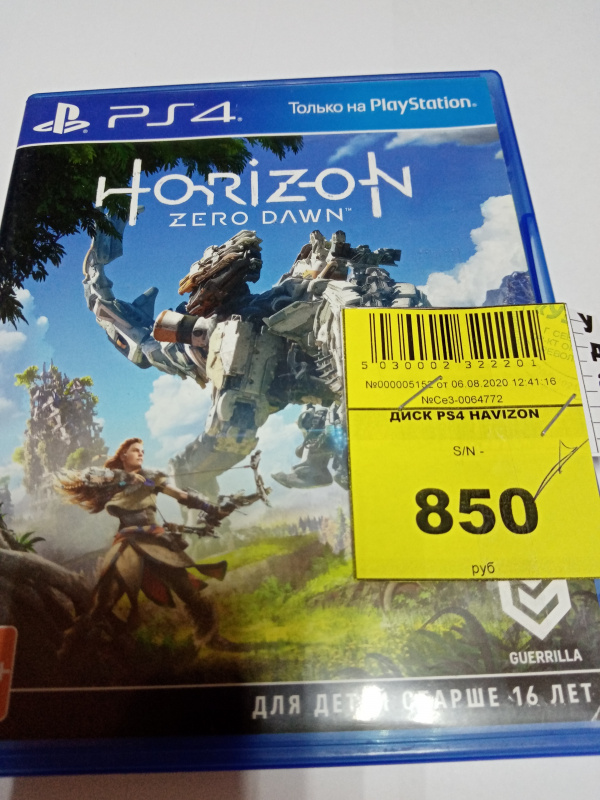 PS4
Только на PlayStation
HORIZON
ZERO DAWN™
5 030002 322201
№000005152 от 06.08.2020 12:41.16
№Се3-0064772
ДИСК PS4 HAVIZON
S/N -
850
руб
GUERRILLA
ДЛЯ ДЕТЕЙ СТАРШЕ 16 ЛЕТ